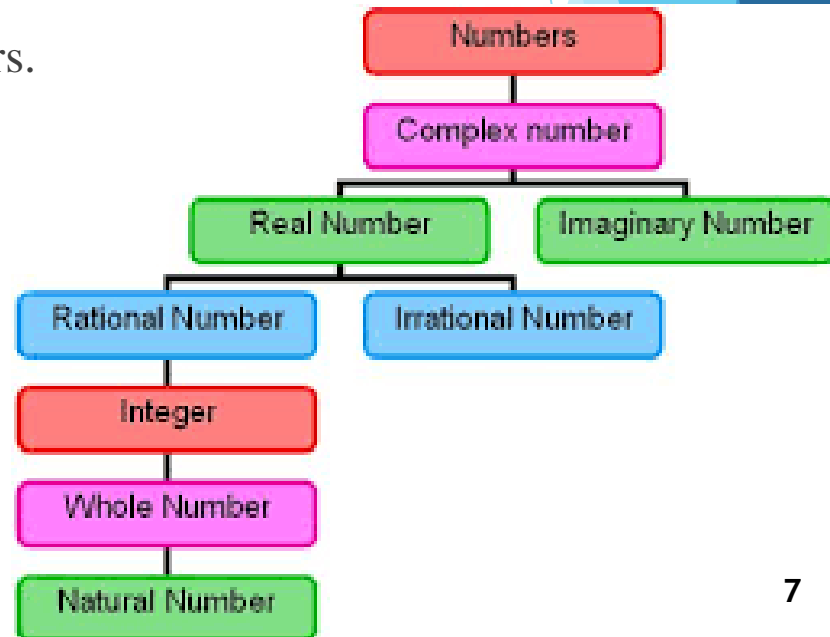 rs.
Numbers
Complex number
Real Number Imaginary Number
Rational Number Irrational Number
Integer
Whole Number
Natural Number
7